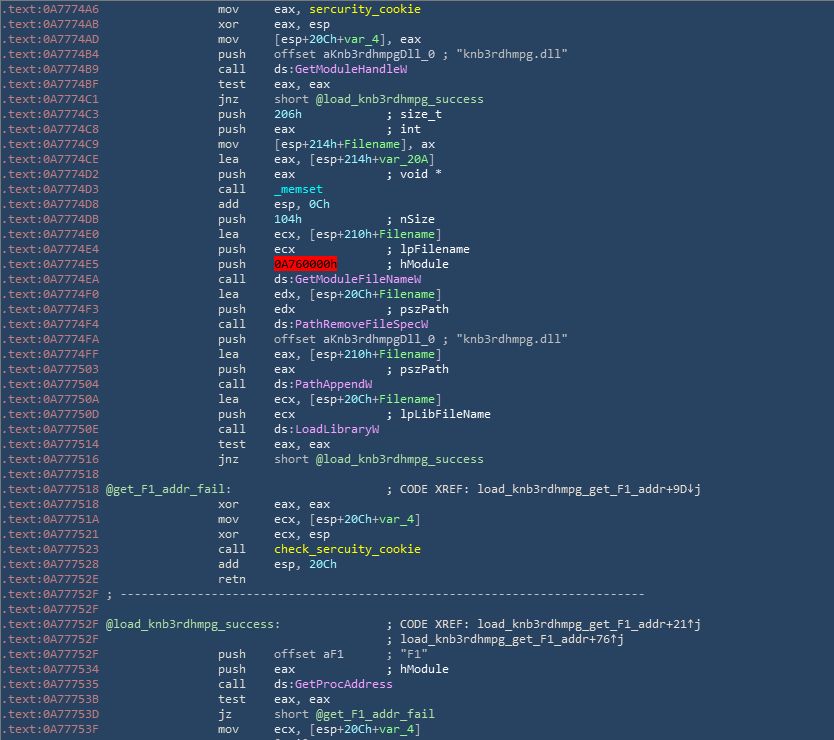 .text:0A7774A6 mov eax, sercurity_cookie
.text:0A7774AB xor eax, esp
.text:0A7774AD mov [esp+20Ch+var_4], eax
.text:0A7774B4 push offset aKnb3rdhmpgDll_0 ; "knb3rdhmpg.dll"
.text:0A7774B9 call ds:GetModuleHandleW
.text:0A7774BF test eax, eax
.text:0A7774C1 jnz short @load_knb3rdhmpg_success
.text:0A7774C3 push 206h ; size_t
.text:0A7774C8 push eax ; int
.text:0A7774C9 mov [esp+214h+Filename], ax
.text:0A7774CE lea eax, [esp+214h+var_20A]
.text:0A7774D2 push eax ; void *
.text:0A7774D3 call _memset
.text:0A7774D8 add esp, 0Ch
.text:0A7774DB push 104h ; nSize
.text:0A7774E0 lea ecx, [esp+210h+Filename]
.text:0A7774E4 push ecx ; lpFilename
.text:0A7774E5 push 0A760000h ; hModule
.text:0A7774EA call ds:GetModuleFileNameW
.text:0A7774F0 lea edx, [esp+20Ch+Filename]
.text:0A7774F3 push edx ; pszPath
.text:0A7774F4 call ds:PathRemoveFileSpecW
.text:0A7774FA push offset aKnb3rdhmpgDll_0 ; "knb3rdhmpg.dll"
.text:0A7774FF lea eax, [esp+210h+Filename]
.text:0A777503 push eax ; pszPath
.text:0A777504 call ds:PathAppendW
.text:0A77750A lea ecx, [esp+20Ch+Filename]
.text:0A77750D push ecx ; lpLibFileName
.text:0A77750E call ds:LoadLibraryW
.text:0A777514 test eax, eax
.text:0A777516 jnz short @load_knb3rdhmpg_success
.text:0A777518
.text:0A777518 @get_F1_addr_fail: ; CODE XREF: load_knb3rdhmpg_get_F1_addr+9D↓j
.text:0A777518 xor eax, eax
.text:0A77751A mov ecx, [esp+20Ch+var_4]
.text:0A777521 xor ecx, esp
.text:0A777523 call check_sercuity_cookie
.text:0A777528 add esp, 20Ch
.text:0A77752E retn
.text:0A77752F ; ---------------------------------------------------------------------------
.text:0A77752F
.text:0A77752F @load_knb3rdhmpg_success: ; CODE XREF: load_knb3rdhmpg_get_F1_addr+21↑j
.text:0A77752F ; load_knb3rdhmpg_get_F1_addr+76↑j
.text:0A77752F push offset aF1 ; "F1"
.text:0A777534 push eax ; hModule
.text:0A777535 call ds:GetProcAddress
.text:0A77753B test eax, eax
.text:0A77753D jz short @get_F1_addr_fail
.text:0A77753F mov ecx, [esp+20Ch+var_4]